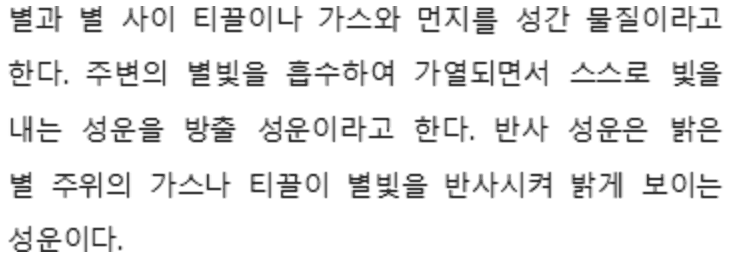 별과 별 사이 티끌이나 가스와 먼지를 성간 물질이라고
한다. 주변의 별빛을 흡수하여 가열되면서 스스로 빛을
내는 성운을 방출 성운이라고 한다. 반사 성운은 밝은
별 주위의 가스나 티끌이 별빛을 반사시켜 밝게 보이는
성운이다.